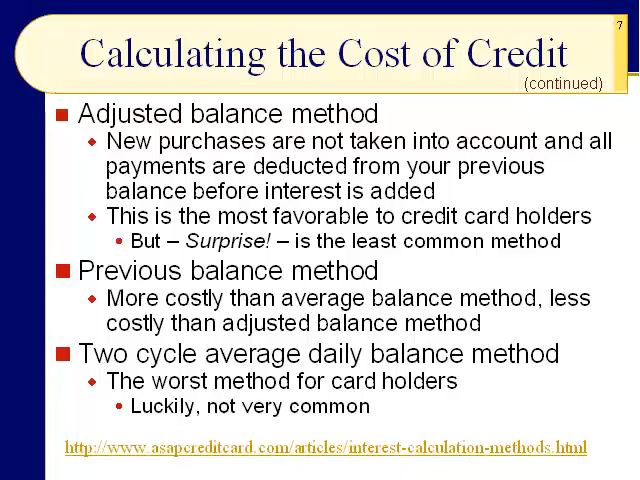 7
Calculating the Cost of Credit
(continued)
Adjusted balance method
New purchases are not taken into account and all
payments are deducted from your previous
balance before interest is added
This is the most favorable to credit card holders
But – Surprise! – is the least common method
Previous balance method
More costly than average balance method, less
costly than adjusted balance method
Two cycle average daily balance method
The worst method for card holders
Luckily, not very common
http://www.asapcreditcard.com/articles/interest-calculation-methods.html